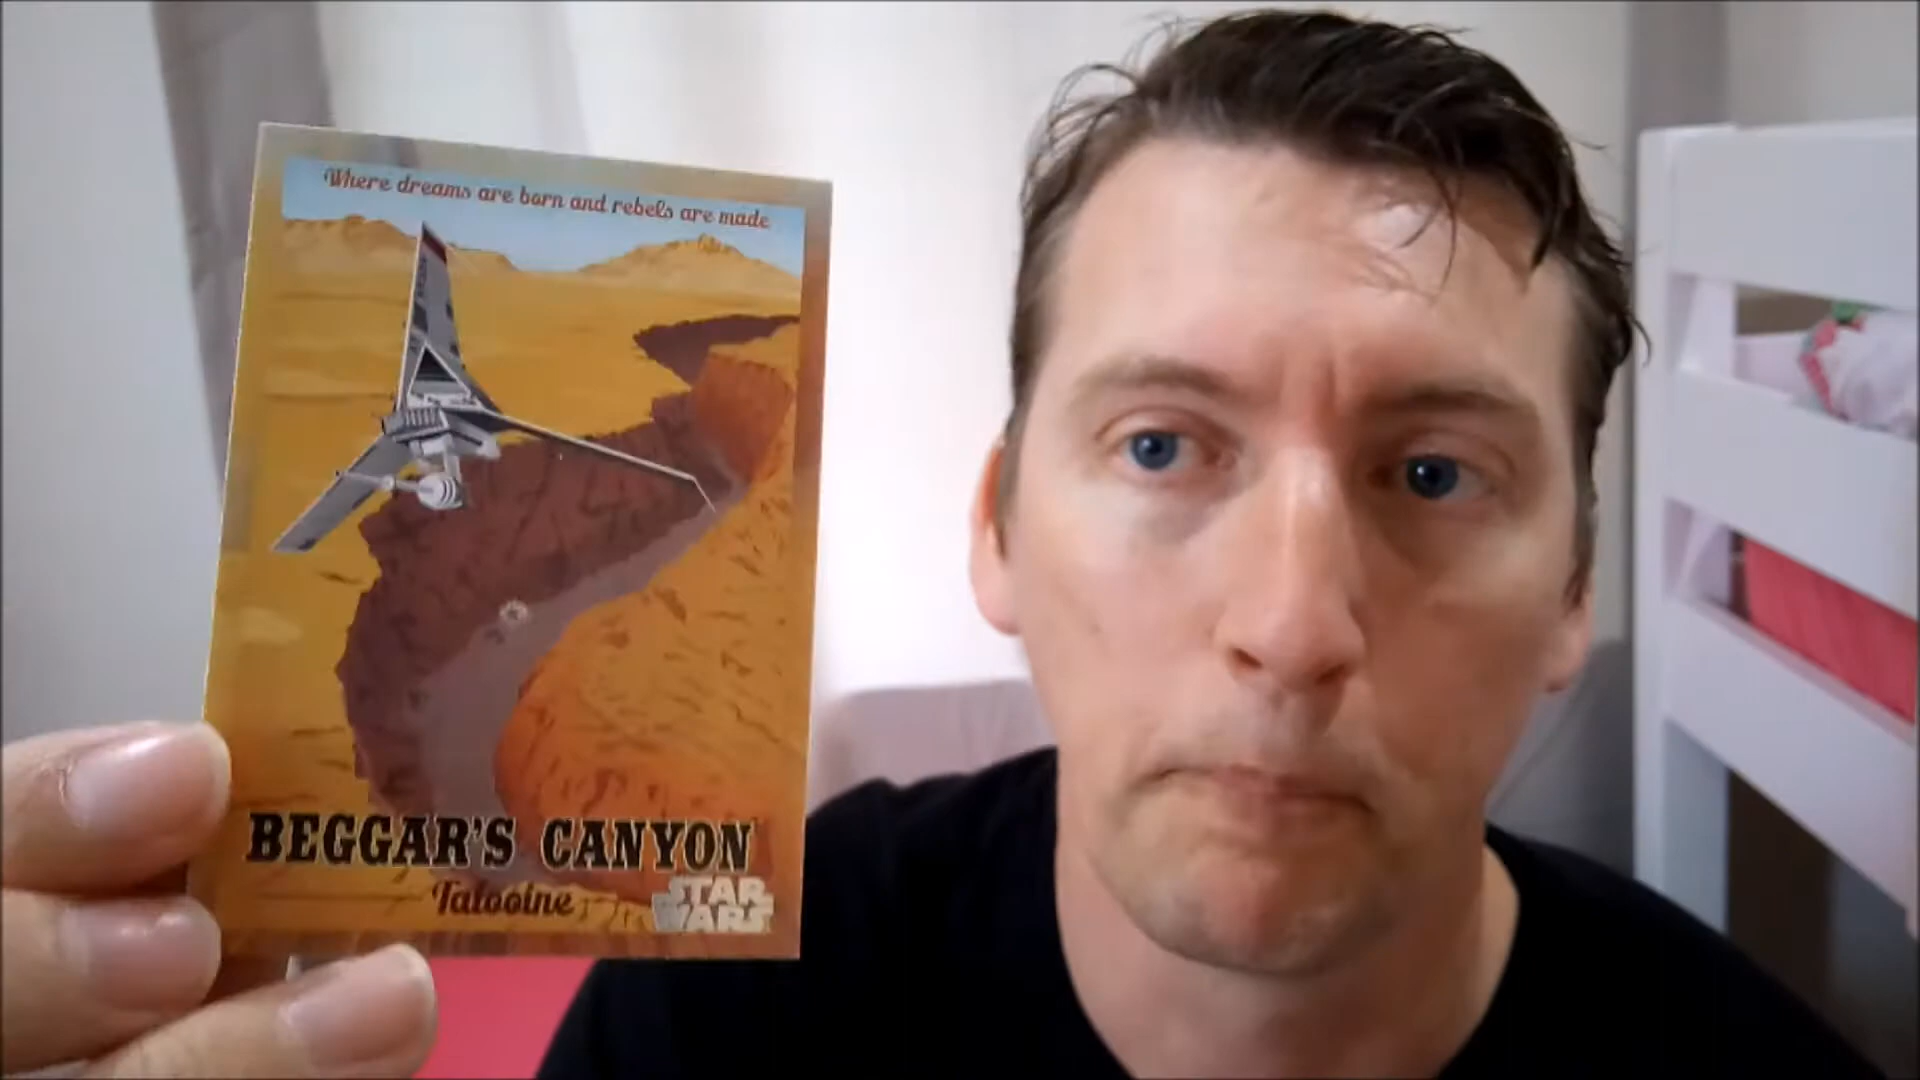 Where dreams are born and rebels are made
BEGGAR'S CANYON
Tatooine
STAR
WARS